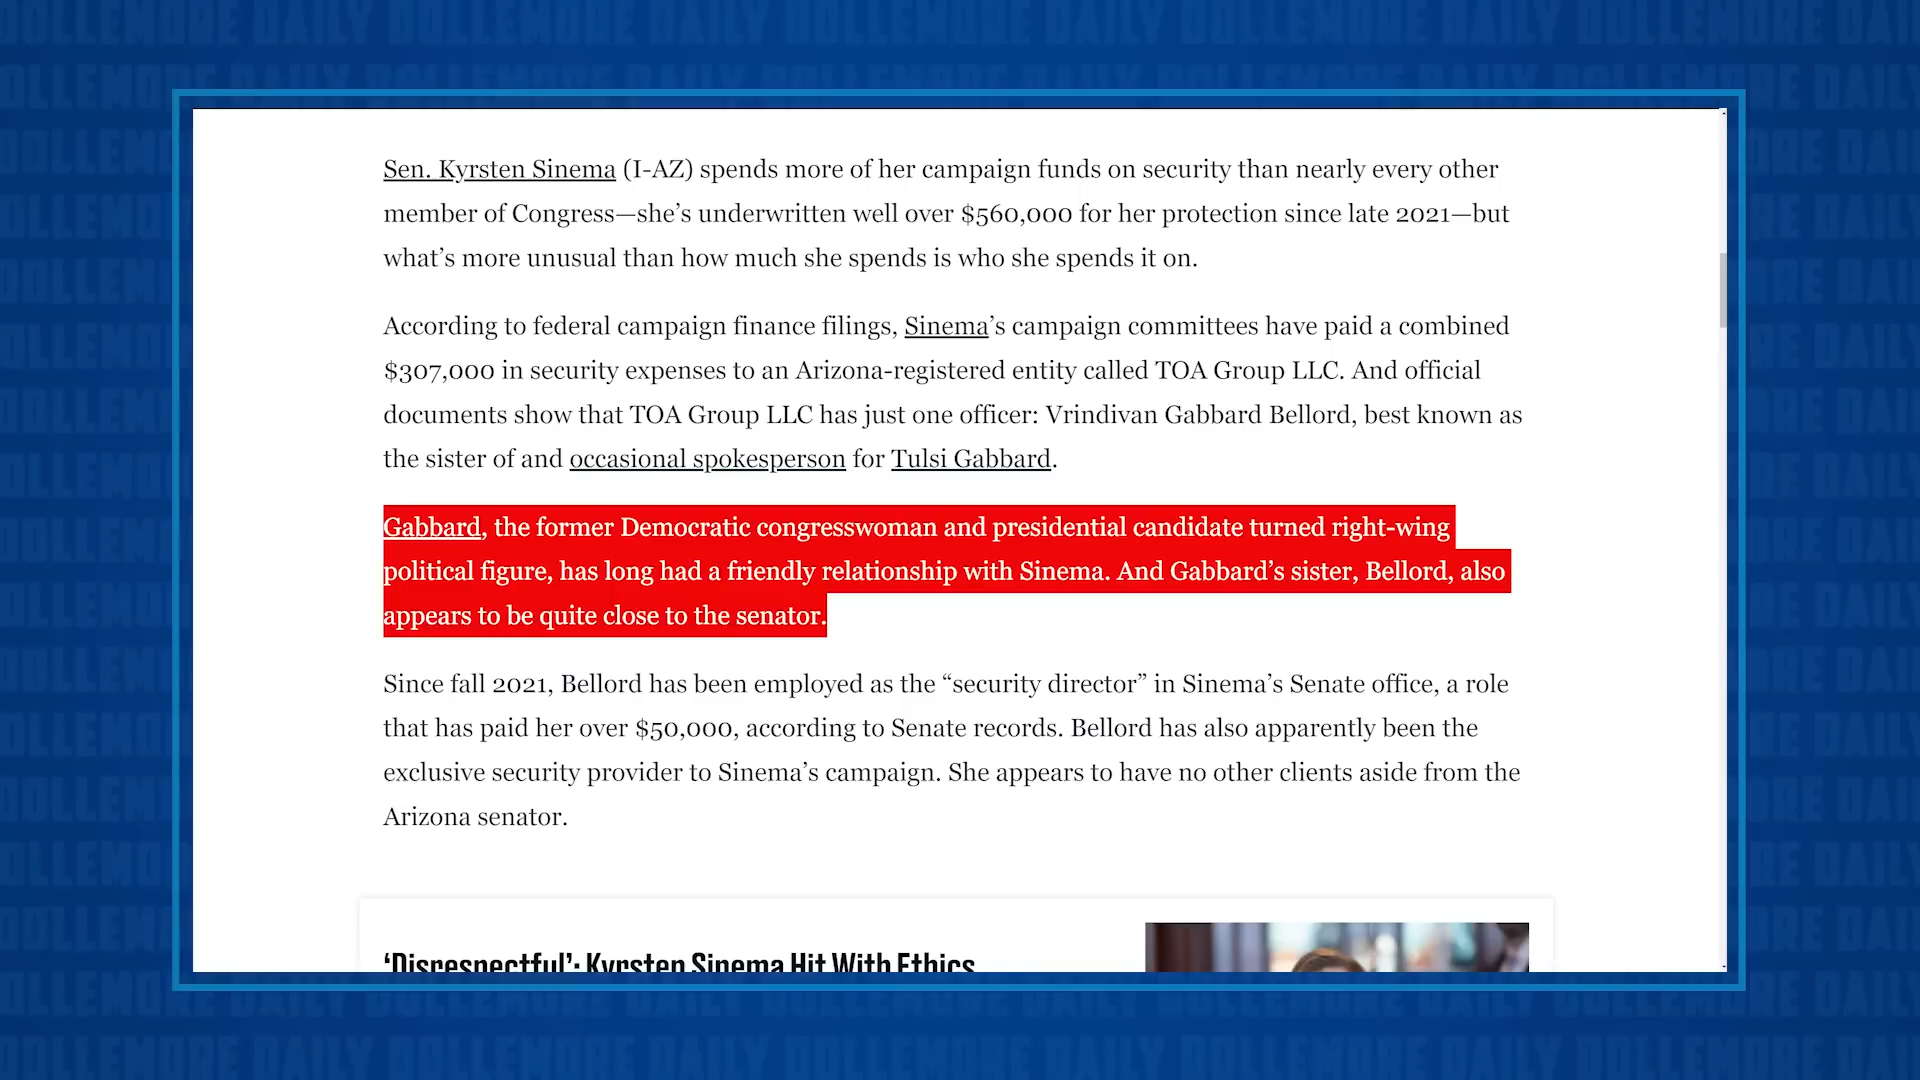 DOLLEMORE DAILY DOLLEMORE DAILY DOLLEMORE DAILY DOLLEMORE DAILY
Sen. Kyrsten Sinema (I-AZ) spends more of her campaign funds on security than nearly every other
member of Congress—she’s underwritten well over $560,000 for her protection since late 2021—but
what’s more unusual than how much she spends is who she spends it on.
According to federal campaign finance filings, Sinema’s campaign committees have paid a combined
$307,000 in security expenses to an Arizona-registered entity called TOA Group LLC. And official
documents show that TOA Group LLC has just one officer: Vrindivan Gabbard Bellord, best known as
the sister of and occasional spokesperson for Tulsi Gabbard.
Gabbard, the former Democratic congresswoman and presidential candidate turned right-wing
political figure, has long had a friendly relationship with Sinema. And Gabbard’s sister, Bellord, also
appears to be quite close to the senator.
Since fall 2021, Bellord has been employed as the “security director” in Sinema’s Senate office, a role
that has paid her over $50,000, according to Senate records. Bellord has also apparently been the
exclusive security provider to Sinema’s campaign. She appears to have no other clients aside from the
Arizona senator.
‘Disrespectful’: Kyrsten Sinema Hit With Ethics